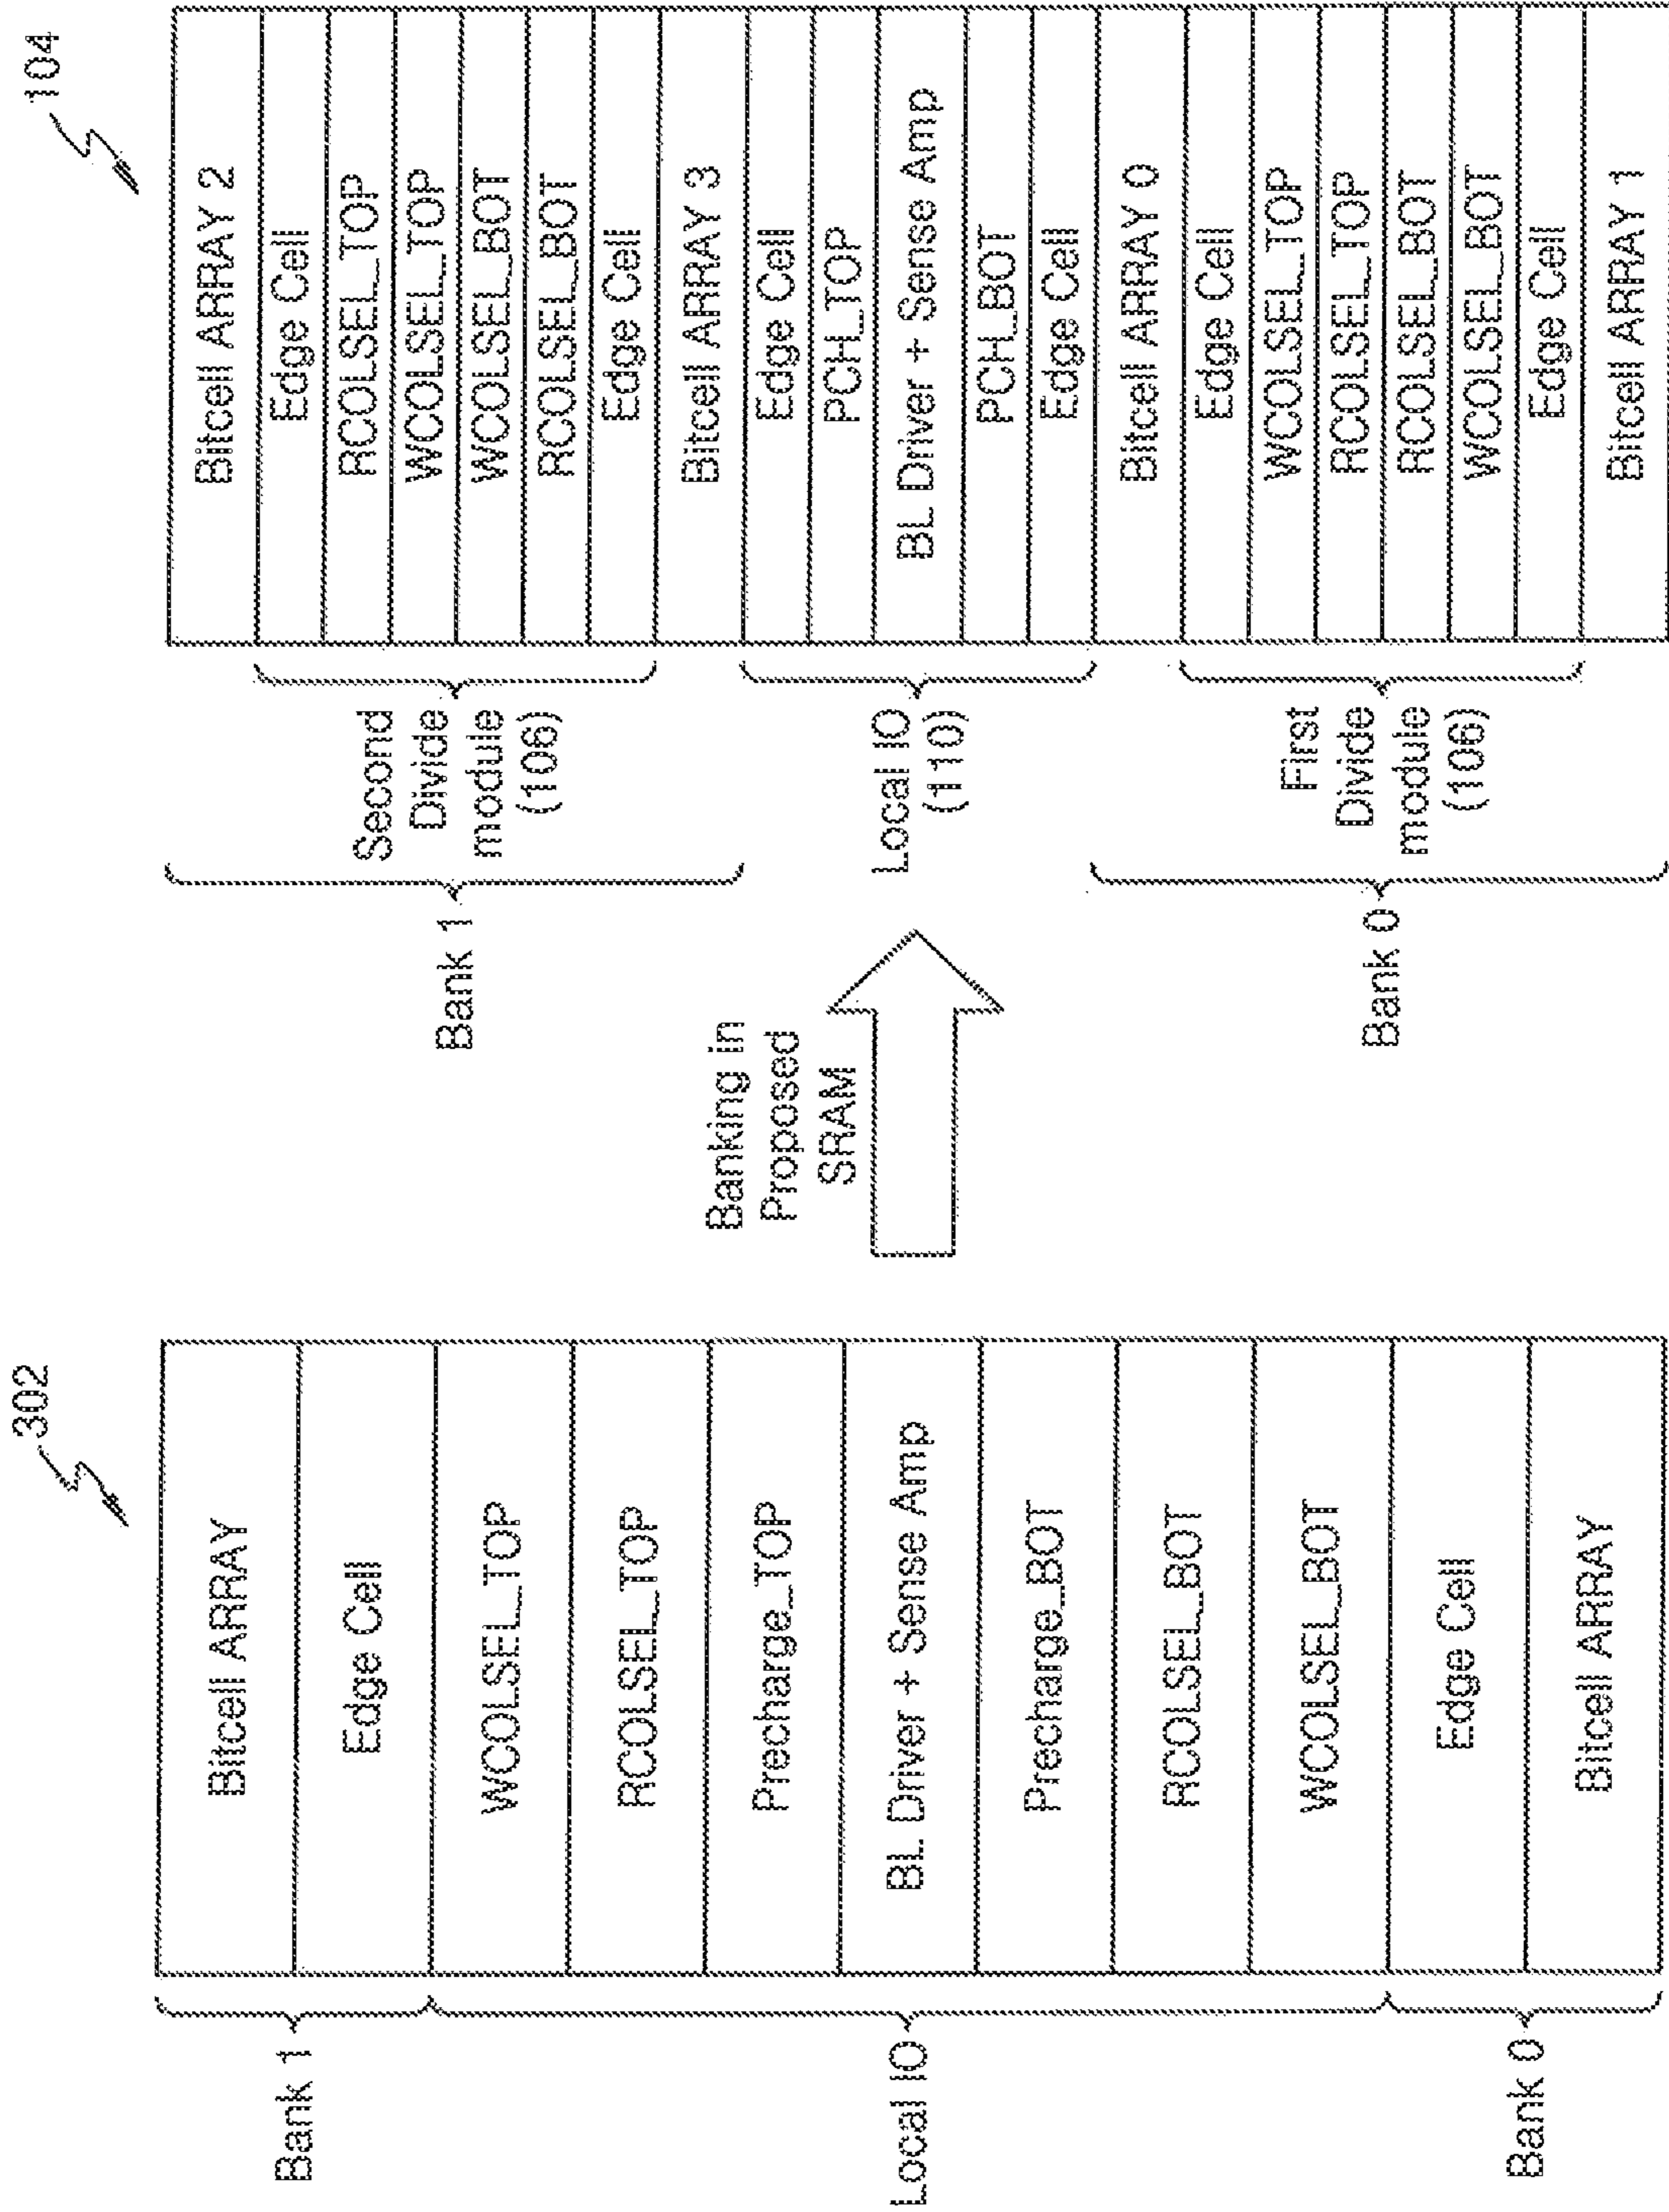 302
Bank 1
Local IO
Bank 0
Bitcell ARRAY
Edge Cell
WCOLSEL_TOP
RCOLSEL_TOP
Precharge_TOP
BL Driver + Sense Amp
Precharge_BOT
RCOLSEL_BOT
WCOLSEL_BOT
Edge Cell
Bitcell ARRAY
Banking in
Proposed
SRAM
104
Bank 1
Second
Divide
module
(106)
Local IO
(110)
Bank 0
First
Divide
module
(106)
Bitcell ARRAY 2
Edge Cell
RCOLSEL_TOP
WCOLSEL_TOP
WCOLSEL_BOT
RCOLSEL_BOT
Edge Cell
Bitcell ARRAY 3
Edge Cell
PCH_TOP
BL Driver + Sense Amp
PCH_BOT
Edge Cell
Bitcell ARRAY 0
Edge Cell
WCOLSEL_TOP
RCOLSEL_TOP
RCOLSEL_BOT
WCOLSEL_BOT
Edge Cell
Bitcell ARRAY 1